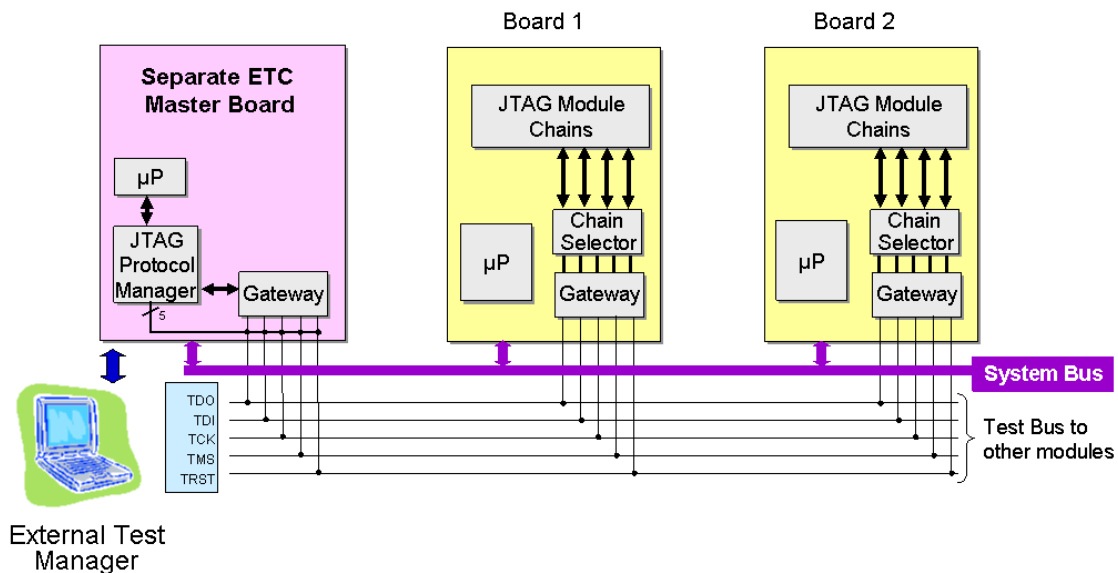 Board 1
Board 2
Separate ETC
Master Board
µP
JTAG
Protocol
Manager
5
Gateway
JTAG Module
Chains
µP
Chain
Selector
Gateway
JTAG Module
Chains
µP
Chain
Selector
Gateway
System Bus
TDO
TDI
TCK
TMS
TRST
Test Bus to
other modules
External Test
Manager